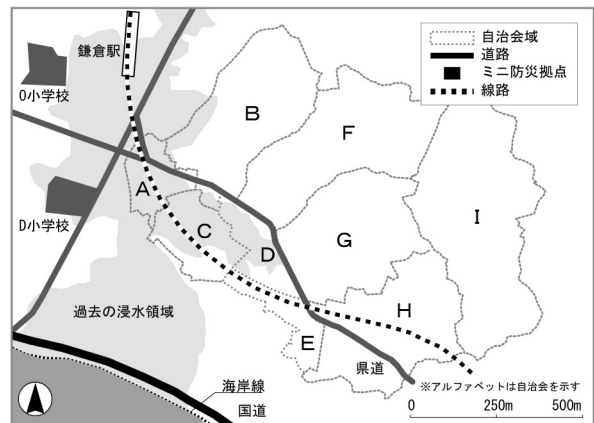 鎌倉駅
自治会域
道路
ミニ防災拠点
線路
O小学校
B
F
A
I
D小学校
C
G
D
過去の浸水領域
H
E
県道
海岸線
国道
※アルファベットは自治会を示す
0 250m 500m